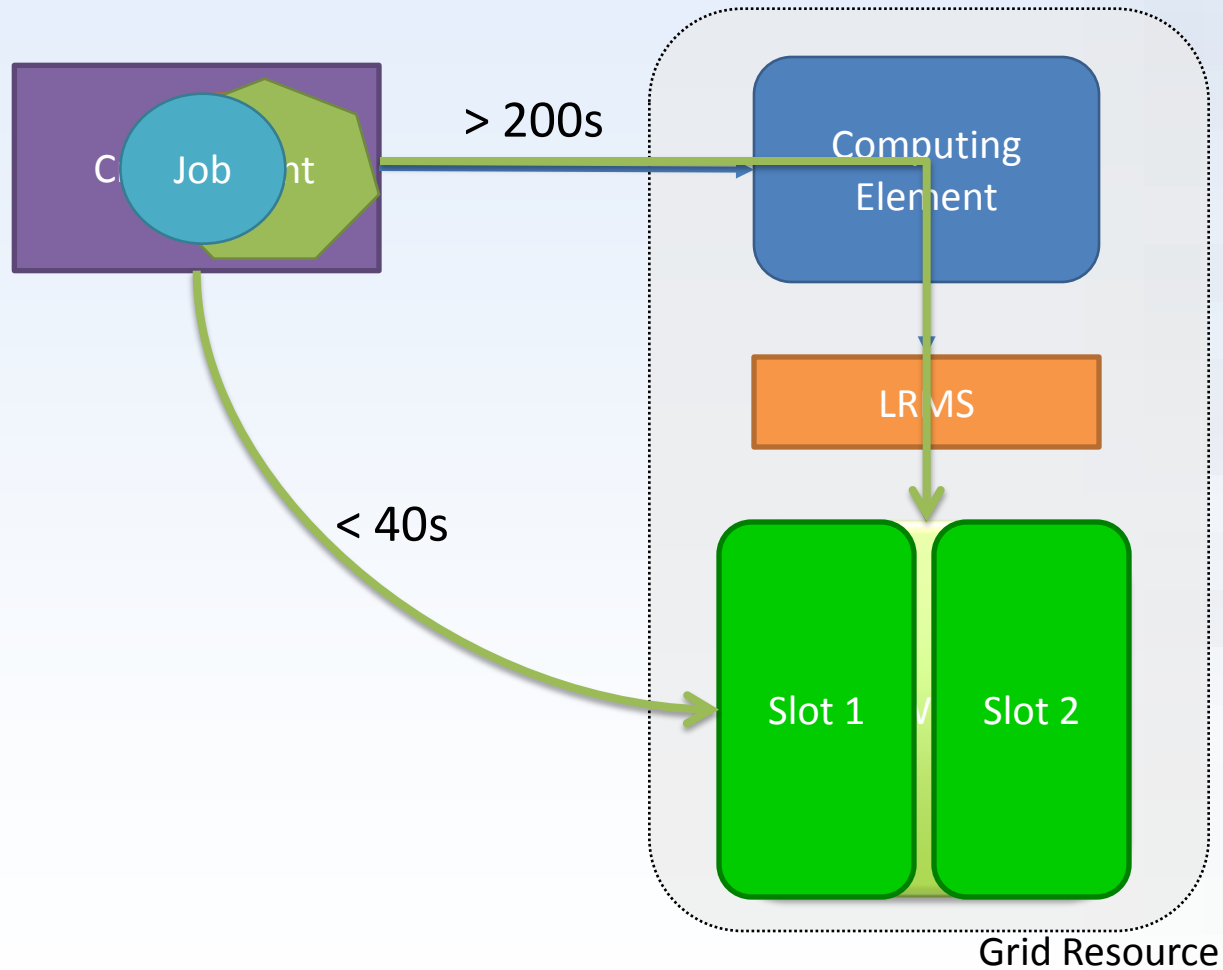 > 200s
Job
Computing
Element
LRMS
< 40s
Slot 1
Slot 2
Grid Resource